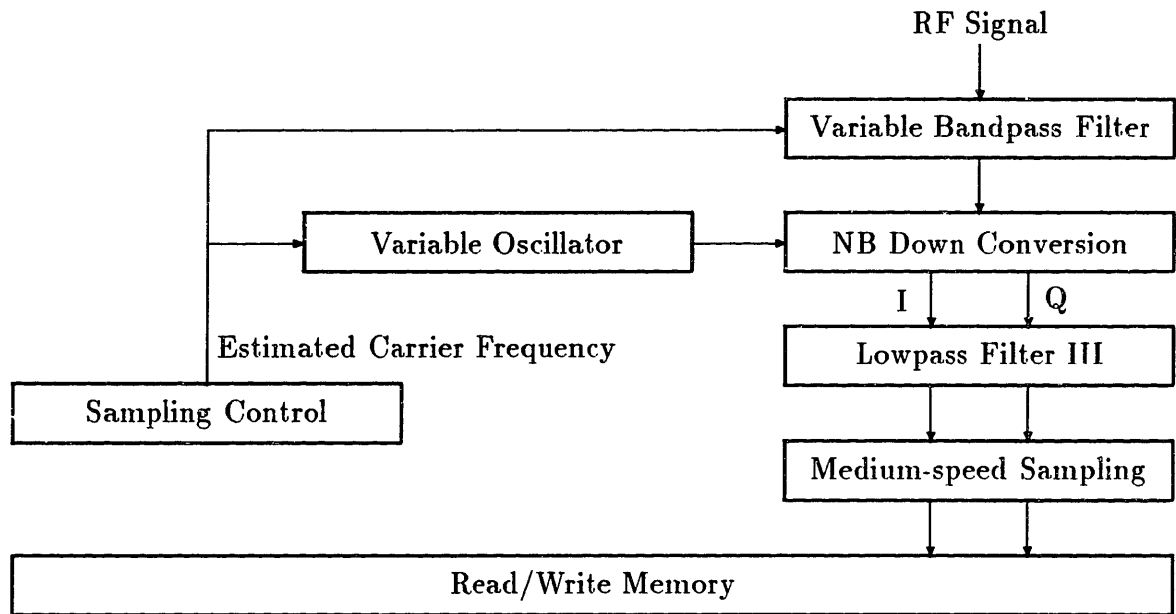 RF Signal
Variable Bandpass Filter
Variable Oscillator
NB Down Conversion
I
Q
Estimated Carrier Frequency
Lowpass Filter III
Sampling Control
Medium-speed Sampling
Read/Write Memory